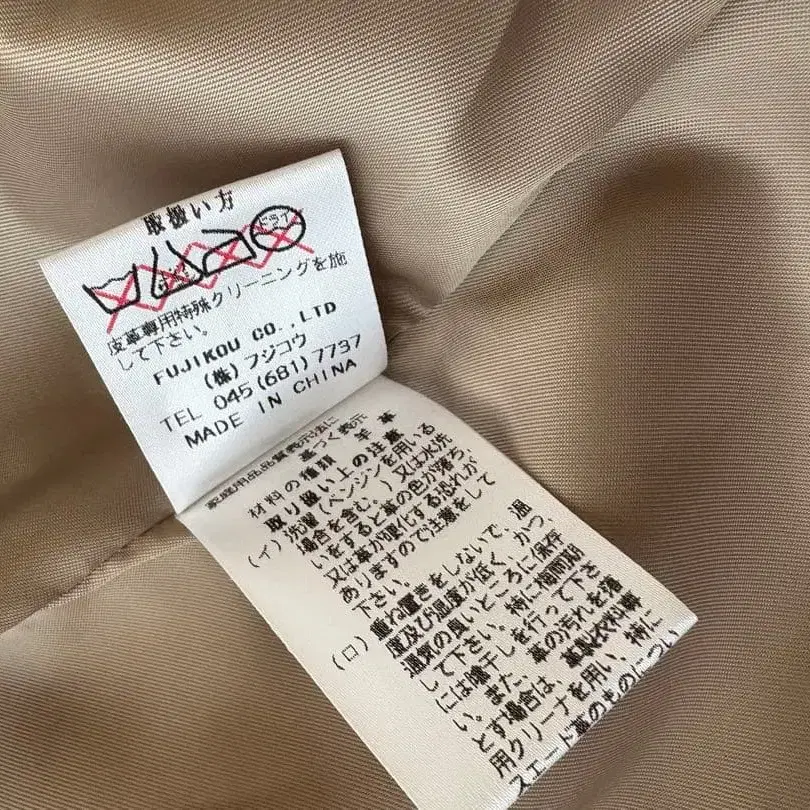 取扱い方
ドライ
皮革専用特殊クリーニングを施
して下さい。
FUJIKOU CO.,LTD
(株)フジコウ
TEL 045(681)7737
MADE IN CHINA
家庭用品品質表示法に
基づく表示
材料の種類 羊 革
取り扱い上の注意
(イ)洗濯(ベンジンを用いる
場合を含む。)又は水洗
いをすると革の色が落ち
又は革が硬化する恐れが
ありますので注意をして
下さい。
(ロ)重ね置きをしないで、温
度及び湿度が低く、かつ、
通気の良いところに保存
して下さい。特に梅雨期
には陰干しを行って下さ
い。また、革の汚れを落
とす場合は、革製衣料専
用クリーナを用い、特に
スエード革のものについ